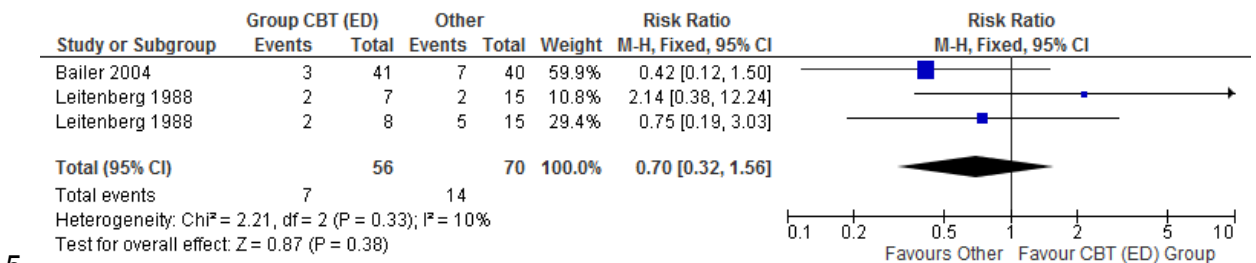 Group CBT (ED) Other Risk Ratio Risk Ratio
Study or Subgroup Events Total Events Total Weight M-H, Fixed, 95% CI M-H, Fixed, 95% CI
Bailer 2004 3 41 7 40 59.9% 0.42 [0.12, 1.50]
Leitenberg 1988 2 7 2 15 10.8% 2.14 [0.38, 12.24]
Leitenberg 1988 2 8 5 15 29.4% 0.75 [0.19, 3.03]
Total (95% CI) 56 70 100.0% 0.70 [0.32, 1.56]
Total events 7 14
Heterogeneity: Chi² = 2.21, df = 2 (P = 0.33); I² = 10%
Test for overall effect: Z = 0.87 (P = 0.38)
0.1 0.2 0.5 1 2 5 10
Favours Other Favour CBT (ED) Group
5